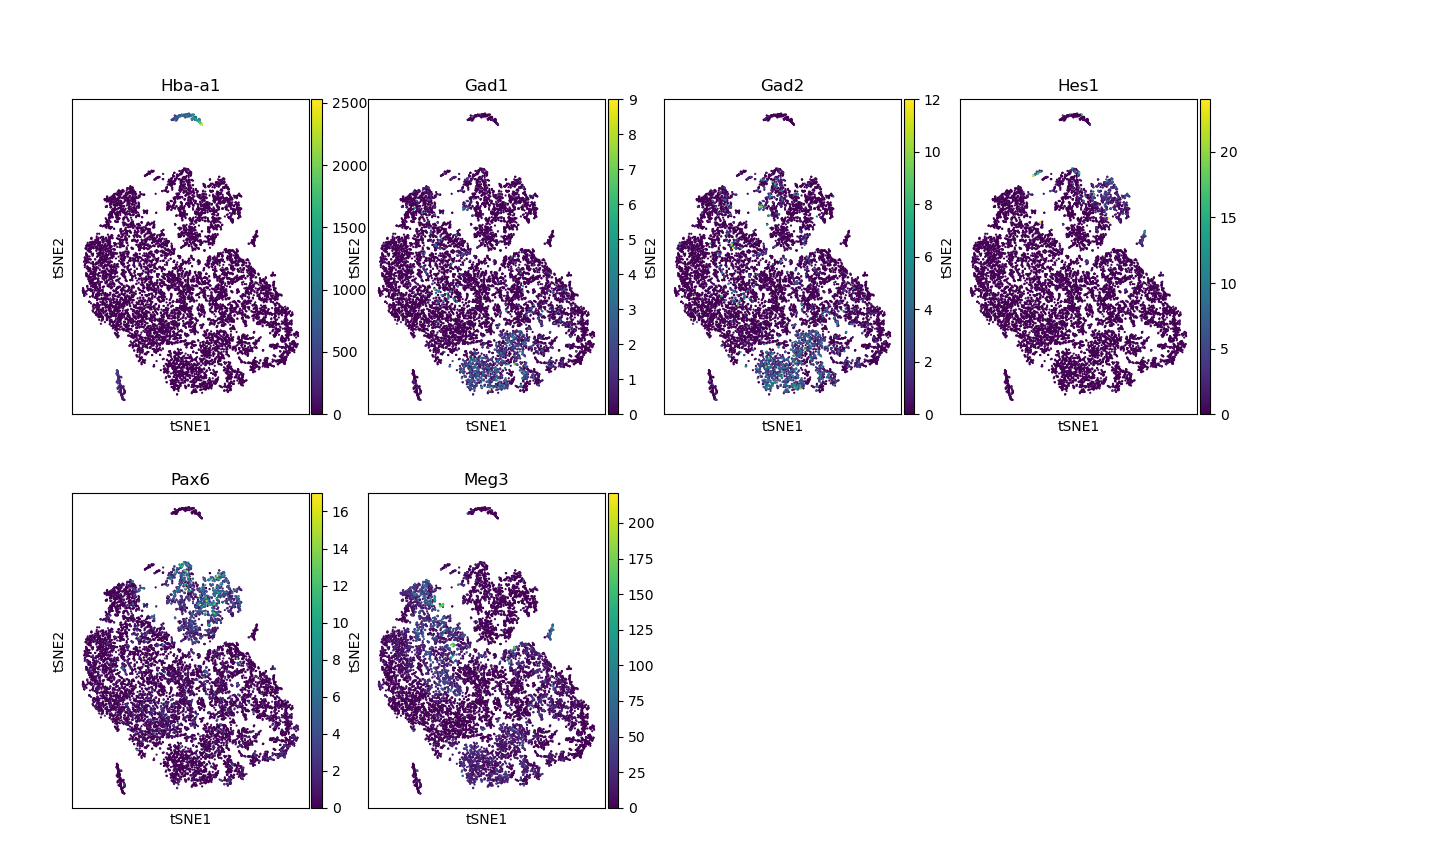 Hba-a1 Gad1 Gad2 Hes1
2500 2000 1500 1000 500 0
9 8 7 6 5 4 3 2 1 0
12 10 8 6 4 2 0
20 15 10 5 0
tSNE2 tSNE2 tSNE2 tSNE2
tSNE1 tSNE1 tSNE1 tSNE1
Pax6 Meg3
16 14 12 10 8 6 4 2 0
200 175 150 125 100 75 50 25 0
tSNE2 tSNE2
tSNE1 tSNE1